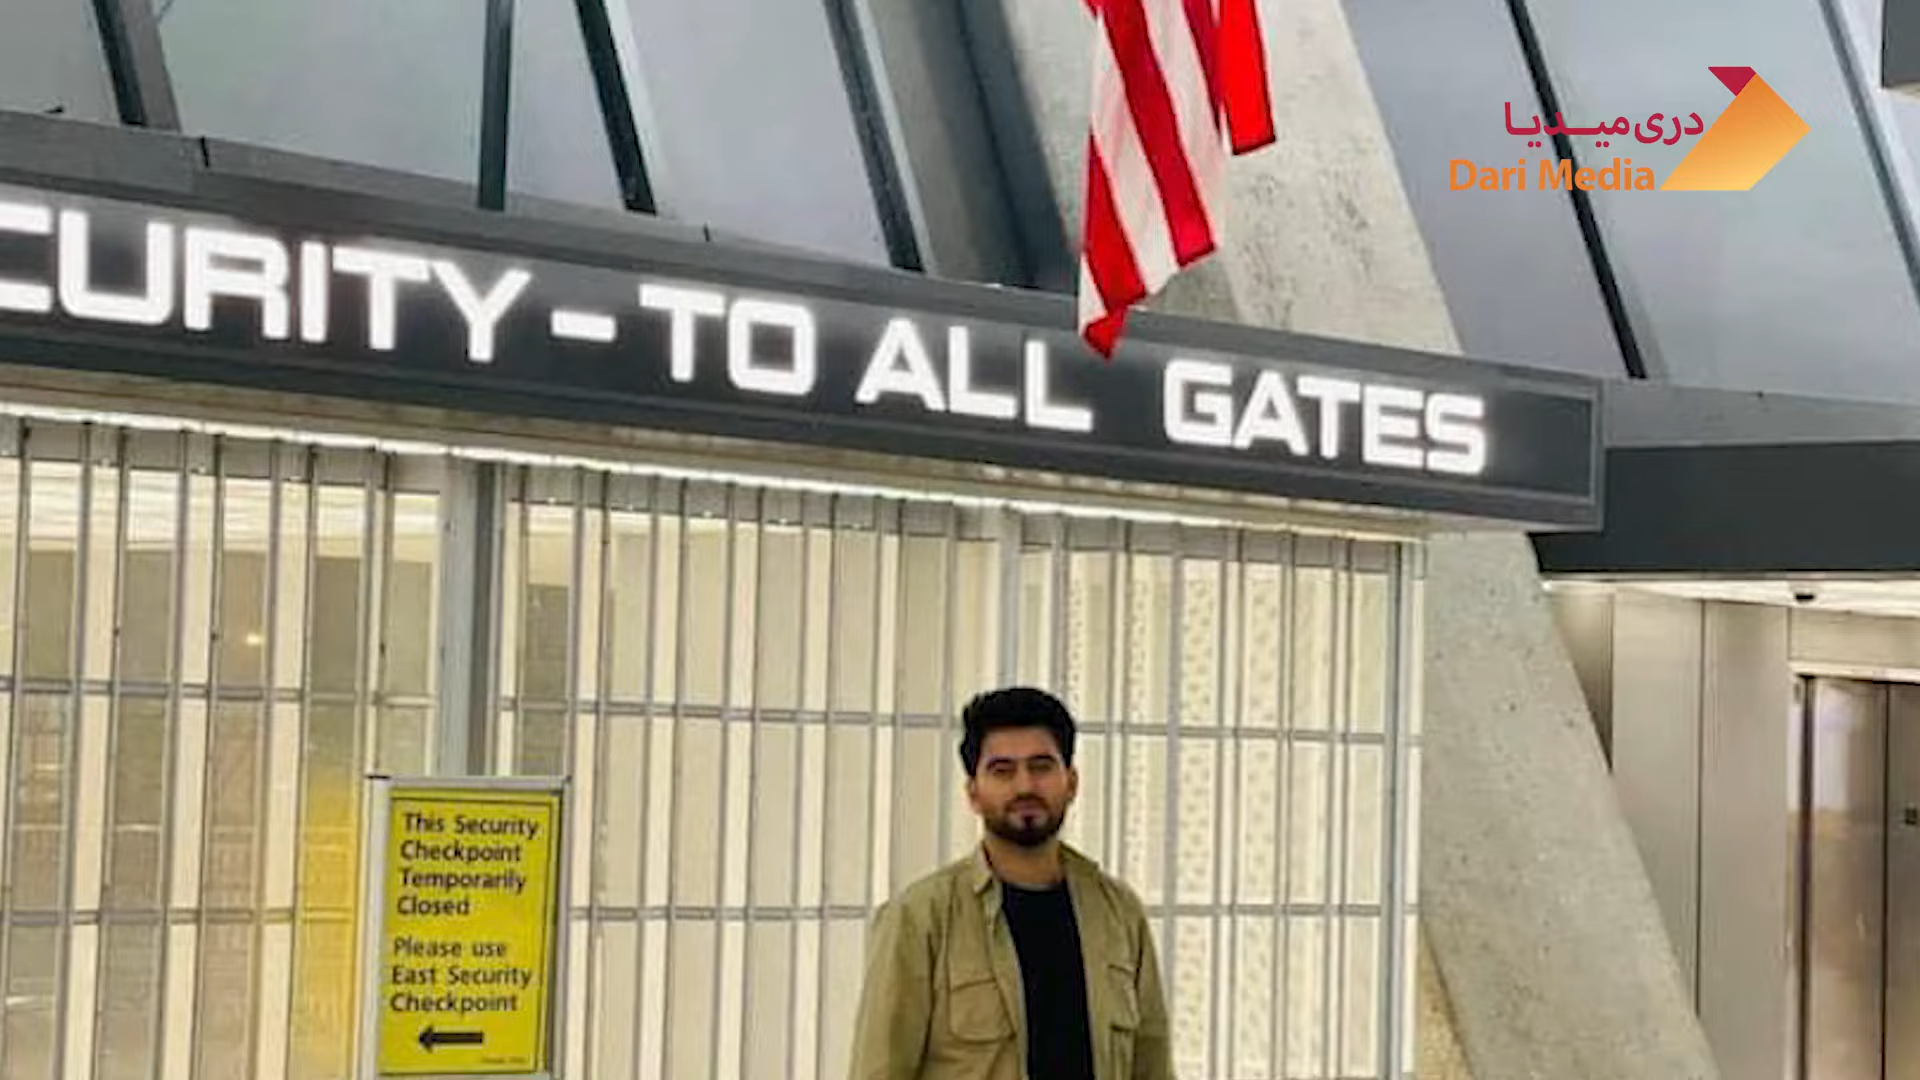 دری میدیا
Dari Media
CURITY - TO ALL GATES
This Security
Checkpoint
Temporarily
Closed
Please use
East Security
Checkpoint